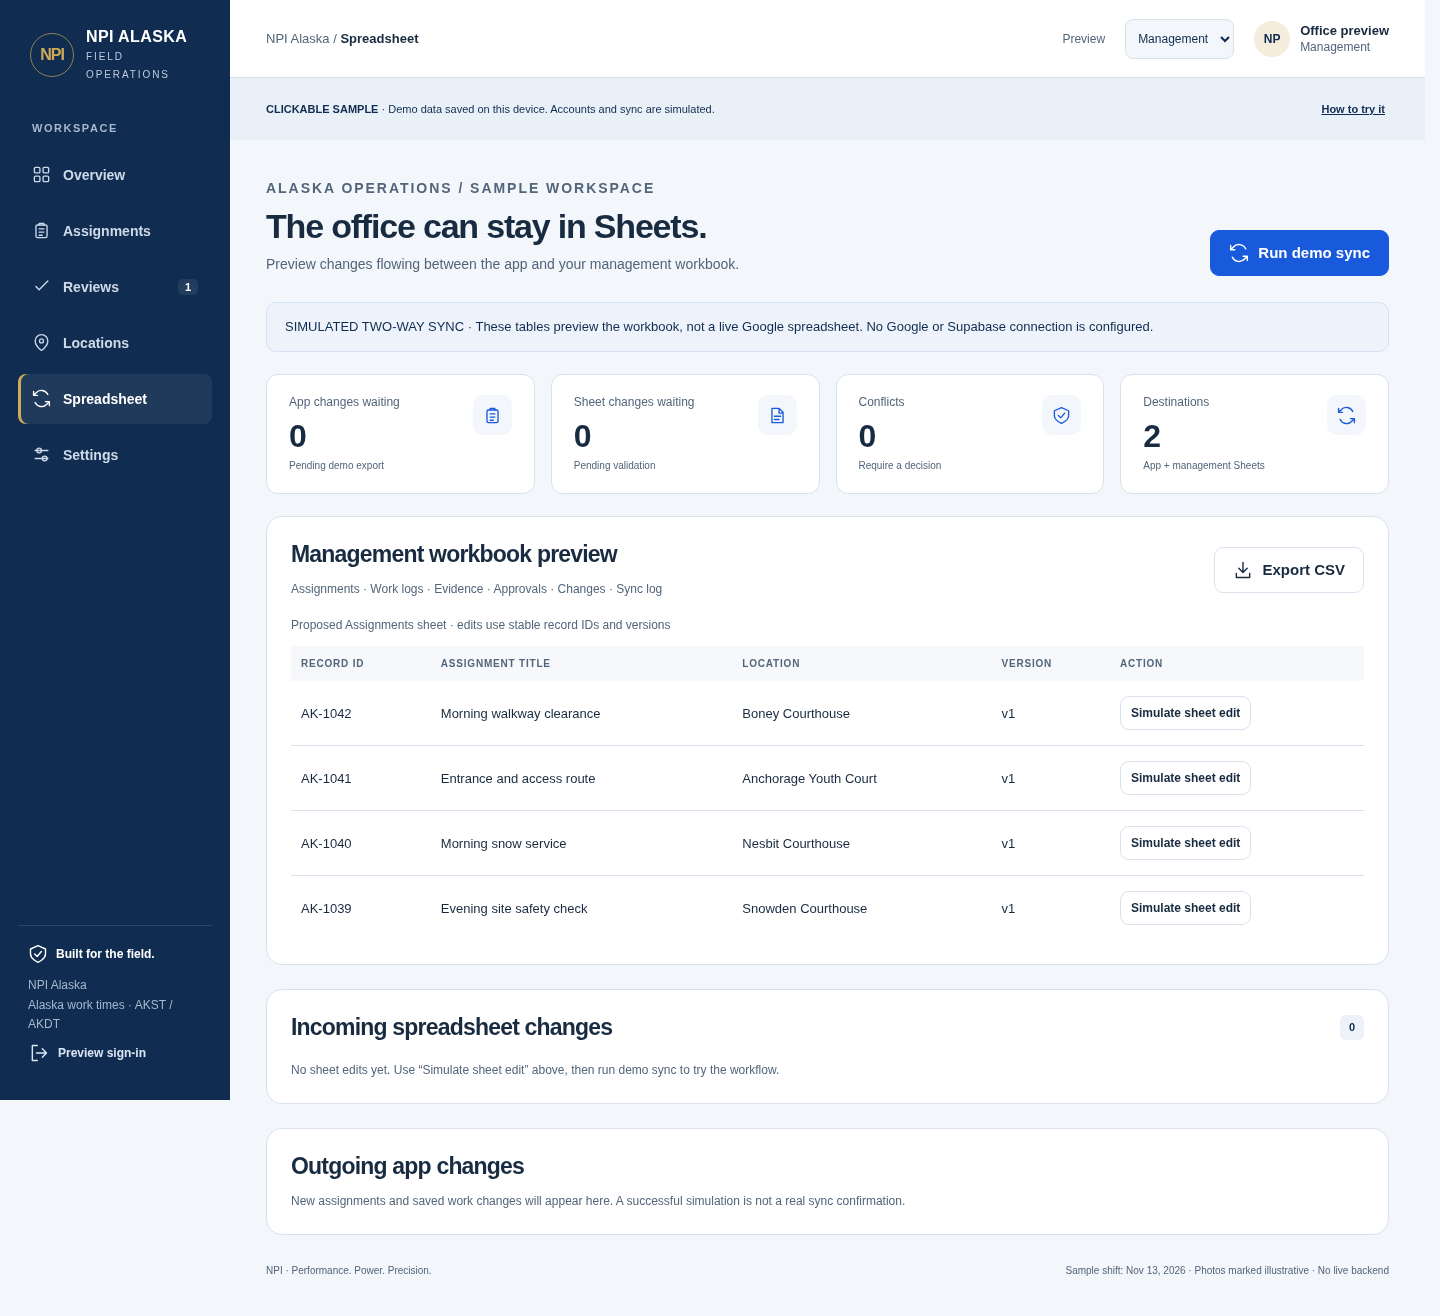 NPI
NPI ALASKA
FIELD
OPERATIONS
WORKSPACE
Overview
Assignments
Reviews 1
Locations
Spreadsheet
Settings
Built for the field.
NPI Alaska
Alaska work times · AKST /
AKDT
Preview sign-in
NPI Alaska / Spreadsheet
Preview
Management
NP
Office preview
Management
CLICKABLE SAMPLE · Demo data saved on this device. Accounts and sync are simulated.
How to try it
ALASKA OPERATIONS / SAMPLE WORKSPACE
The office can stay in Sheets.
Preview changes flowing between the app and your management workbook.
Run demo sync
SIMULATED TWO-WAY SYNC · These tables preview the workbook, not a live Google spreadsheet. No Google or Supabase connection is configured.
App changes waiting
0
Pending demo export
Sheet changes waiting
0
Pending validation
Conflicts
0
Require a decision
Destinations
2
App + management Sheets
Management workbook preview
Assignments · Work logs · Evidence · Approvals · Changes · Sync log
Export CSV
Proposed Assignments sheet · edits use stable record IDs and versions
RECORD ID ASSIGNMENT TITLE LOCATION VERSION ACTION
AK-1042 Morning walkway clearance Boney Courthouse v1 Simulate sheet edit
AK-1041 Entrance and access route Anchorage Youth Court v1 Simulate sheet edit
AK-1040 Morning snow service Nesbit Courthouse v1 Simulate sheet edit
AK-1039 Evening site safety check Snowden Courthouse v1 Simulate sheet edit
Incoming spreadsheet changes
0
No sheet edits yet. Use “Simulate sheet edit” above, then run demo sync to try the workflow.
Outgoing app changes
New assignments and saved work changes will appear here. A successful simulation is not a real sync confirmation.
NPI · Performance. Power. Precision.
Sample shift: Nov 13, 2026 · Photos marked illustrative · No live backend